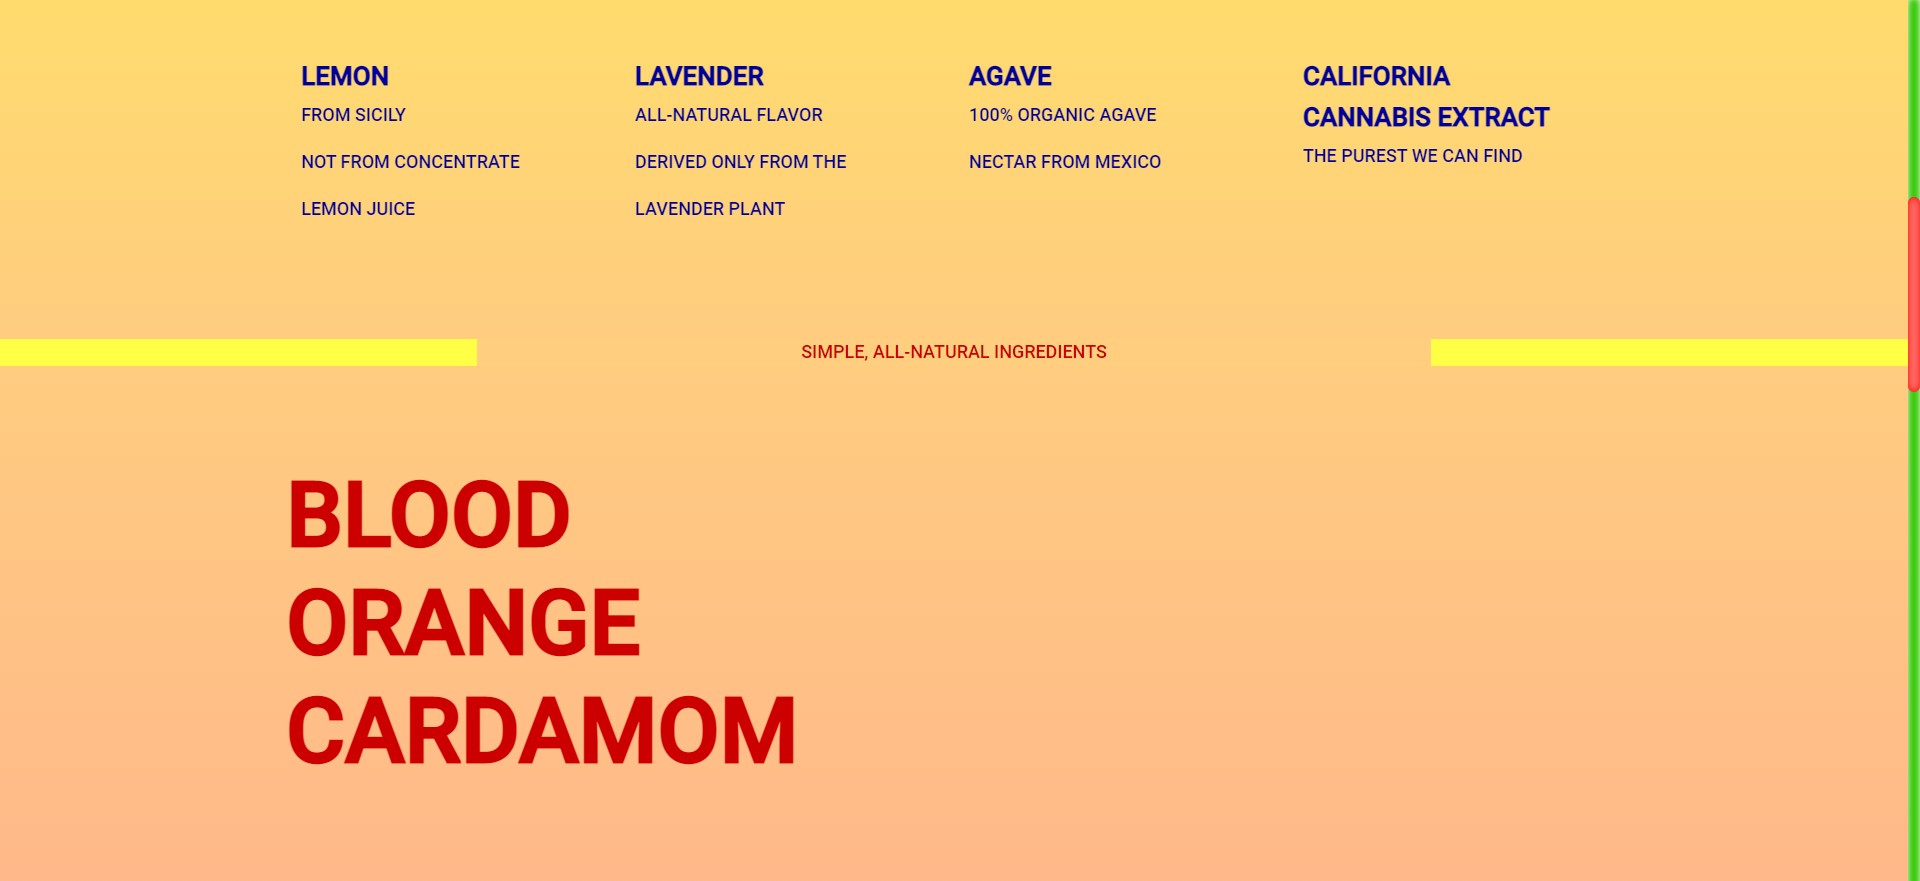 LEMON
FROM SICILY
NOT FROM CONCENTRATE
LEMON JUICE
LAVENDER
ALL-NATURAL FLAVOR
DERIVED ONLY FROM THE
LAVENDER PLANT
AGAVE
100% ORGANIC AGAVE
NECTAR FROM MEXICO
CALIFORNIA
CANNABIS EXTRACT
THE PUREST WE CAN FIND
SIMPLE, ALL-NATURAL INGREDIENTS
BLOOD
ORANGE
CARDAMOM